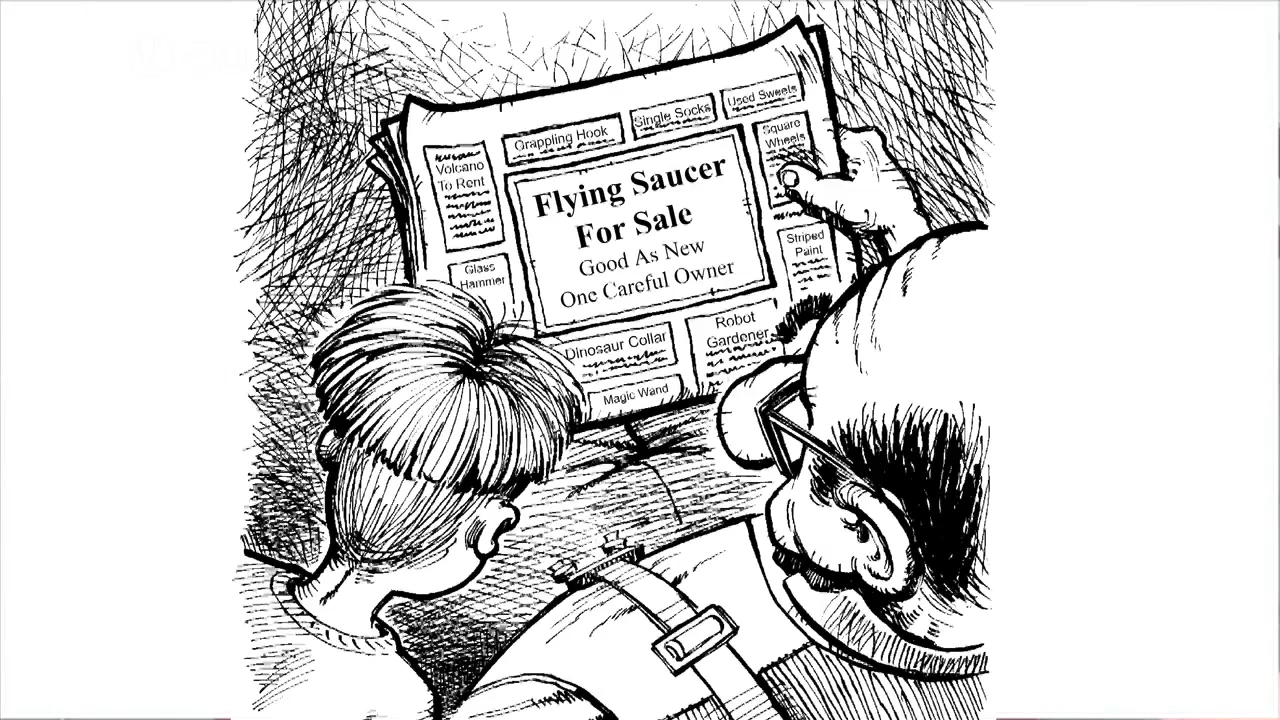 Grappling Hook
Single Socks
Used Sweets
Volcano
To Rent
Square
Wheels
Flying Saucer
For Sale
Good As New
One Careful Owner
Striped
Paint
Glass
Hammer
Dinosaur Collar
Robot
Gardener
Magic Wand